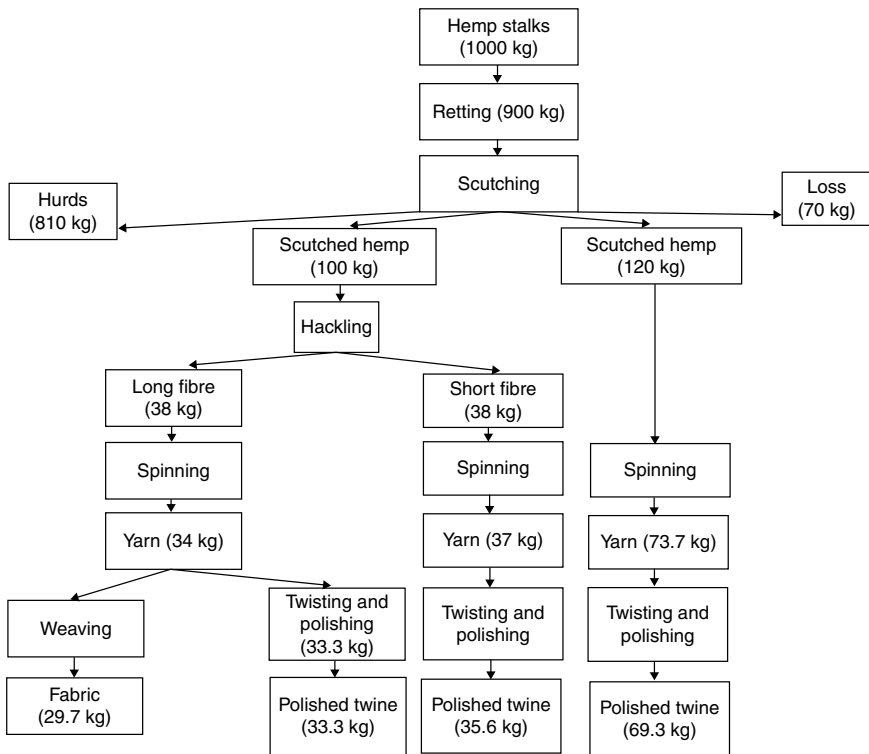 Hemp stalks
(1000 kg)
Retting (900 kg)
Scutching
Hurds
(810 kg)
Loss
(70 kg)
Scutched hemp
(100 kg)
Scutched hemp
(120 kg)
Hackling
Long fibre
(38 kg)
Short fibre
(38 kg)
Spinning
Spinning
Spinning
Yarn (34 kg)
Yarn (37 kg)
Yarn (73.7 kg)
Weaving
Twisting and
polishing
(33.3 kg)
Twisting and
polishing
Twisting and
polishing
Fabric
(29.7 kg)
Polished twine
(33.3 kg)
Polished twine
(35.6 kg)
Polished twine
(69.3 kg)